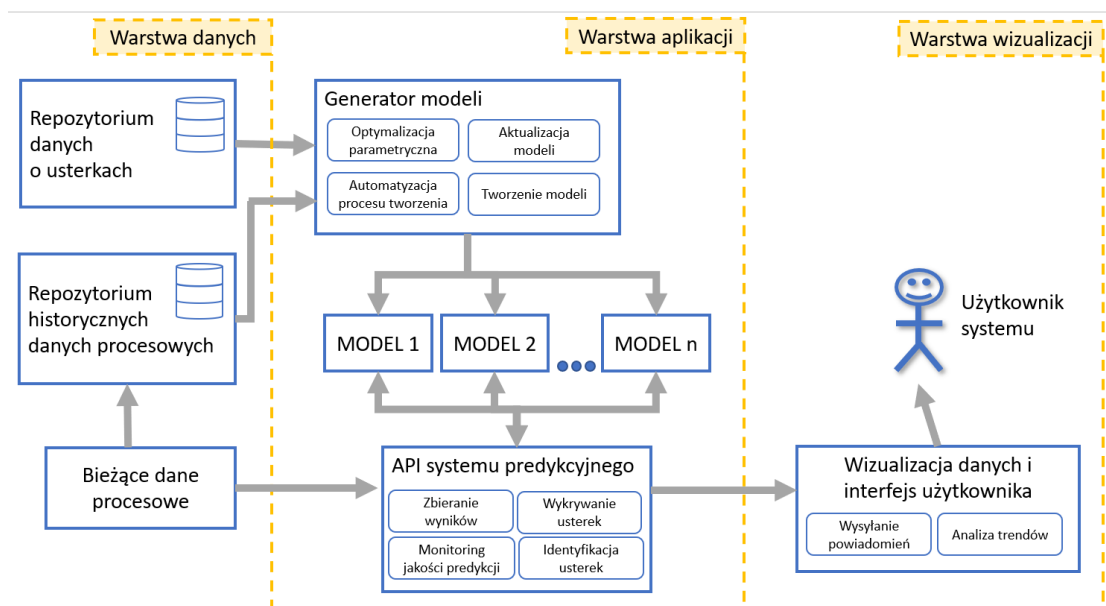 Warstwa danych
Warstwa aplikacji
Warstwa wizualizacji
Repozytorium
danych
o usterkach
Generator modeli
Optymalizacja
parametryczna
Aktualizacja
modeli
Automatyzacja
procesu tworzenia
Tworzenie modeli
Repozytorium
historycznych
danych procesowych
MODEL 1
MODEL 2
MODEL n
Użytkownik
systemu
Bieżące dane
procesowe
API systemu predykcyjnego
Zbieranie
wyników
Wykrywanie
usterek
Monitoring
jakości predykcji
Identyfikacja
usterek
Wizualizacja danych i
interfejs użytkownika
Wysyłanie
powiadomień
Analiza trendów